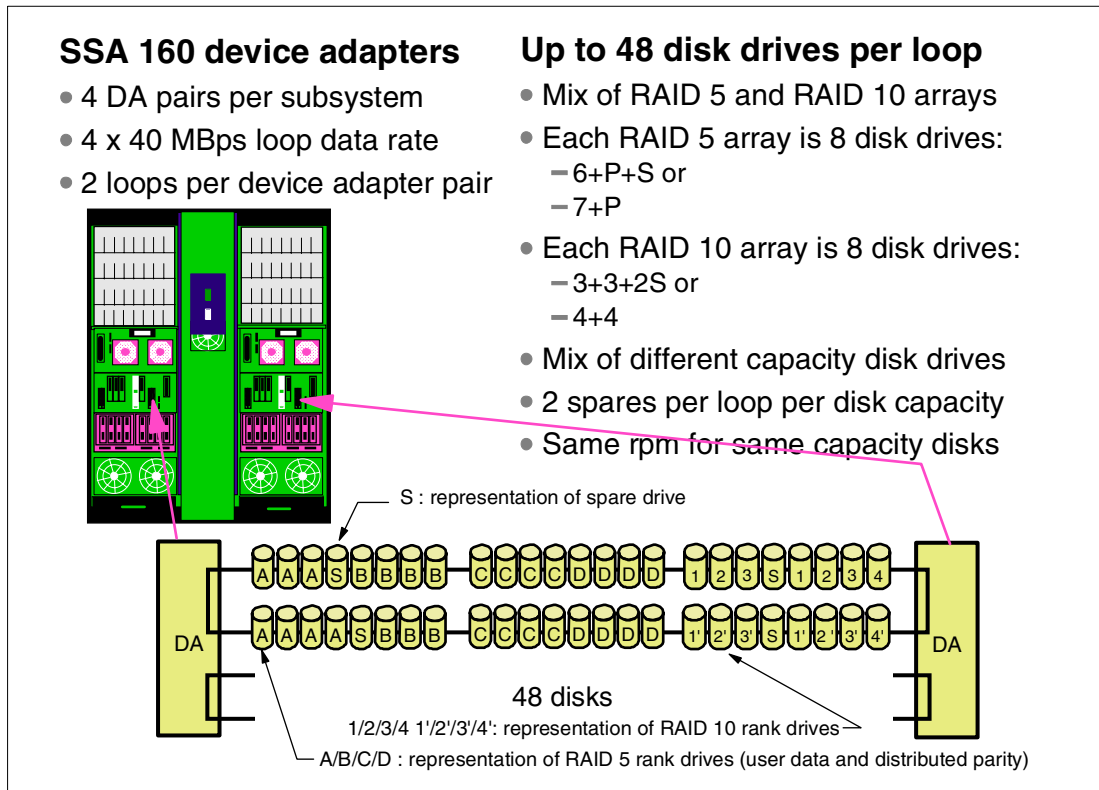 SSA 160 device adapters
• 4 DA pairs per subsystem
• 4 x 40 MBps loop data rate
• 2 loops per device adapter pair
Up to 48 disk drives per loop
• Mix of RAID 5 and RAID 10 arrays
• Each RAID 5 array is 8 disk drives:
– 6+P+S or
– 7+P
• Each RAID 10 array is 8 disk drives:
– 3+3+2S or
– 4+4
• Mix of different capacity disk drives
• 2 spares per loop per disk capacity
• Same rpm for same capacity disks
S : representation of spare drive
A A A S B B B B C C C C D D D D 1 2 3 S 1 2 3 4
A A A A S B B B C C C C D D D D 1' 2' 3' S 1' 2' 3' 4'
DA
DA
48 disks
1/2/3/4 1'/2'/3'/4': representation of RAID 10 rank drives
A/B/C/D : representation of RAID 5 rank drives (user data and distributed parity)